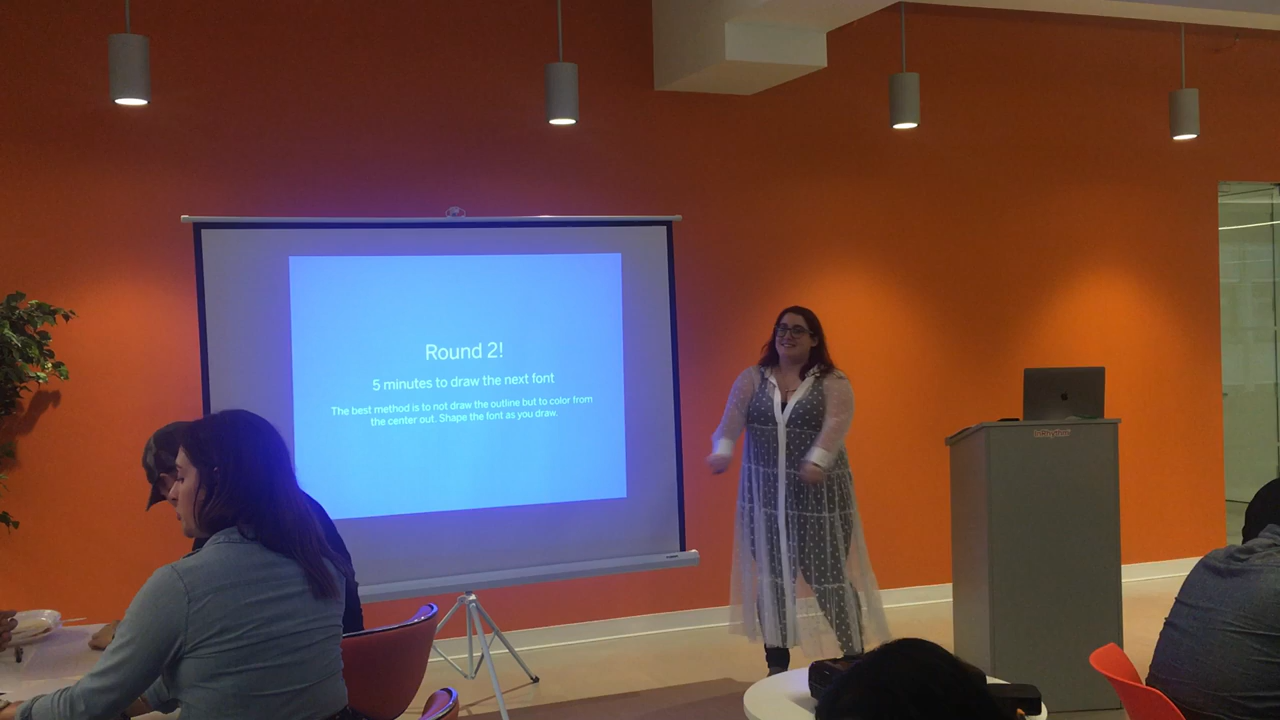 Round 2!
5 minutes to draw the next font
The best method is to not draw the outline but to color from
the center out. Shape the font as you draw.
InRhythm